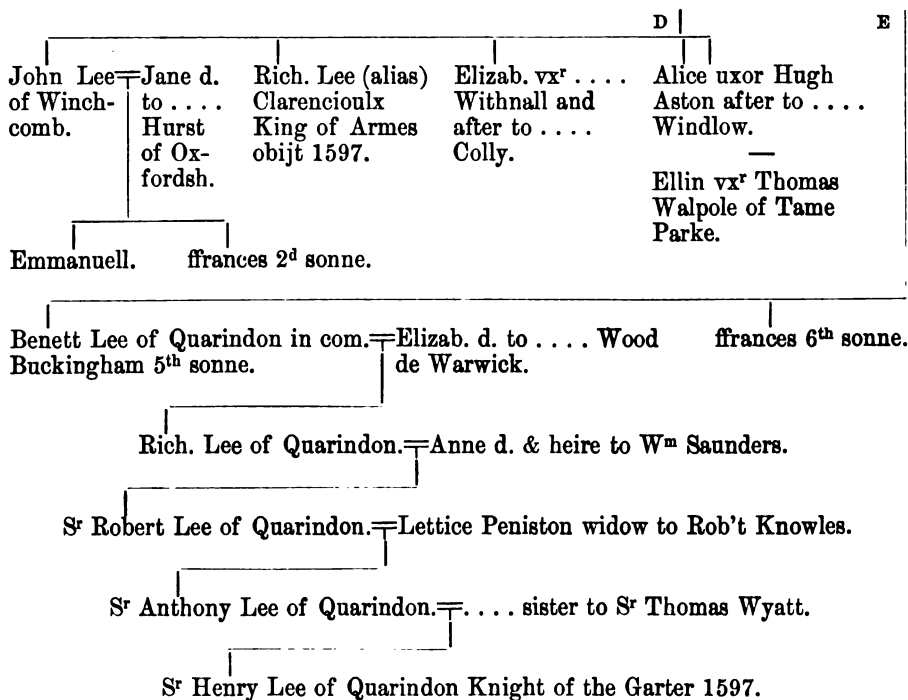 D E
John Lee=Jane d. Rich. Lee (alias) Elizab. vxʳ . . . . Alice uxor Hugh
of Winch- to . . . . Clarencioulx Withnall and Aston after to . . . .
comb. Hurst King of Armes after to . . . . Windlow.
of Ox- obijt 1597. Colly. —
fordsh. Ellin vxʳ Thomas
Walpole of Tame
Parke.
Emmanuell. ffrances 2ᵈ sonne.
Benett Lee of Quarindon in com.=Elizab. d. to . . . . Wood ffrances 6ᵗʰ sonne.
Buckingham 5ᵗʰ sonne. de Warwick.
Rich. Lee of Quarindon.=Anne d. & heire to Wᵐ Saunders.
Sʳ Robert Lee of Quarindon.=Lettice Peniston widow to Rob't Knowles.
Sʳ Anthony Lee of Quarindon.=. . . . sister to Sʳ Thomas Wyatt.
Sʳ Henry Lee of Quarindon Knight of the Garter 1597.